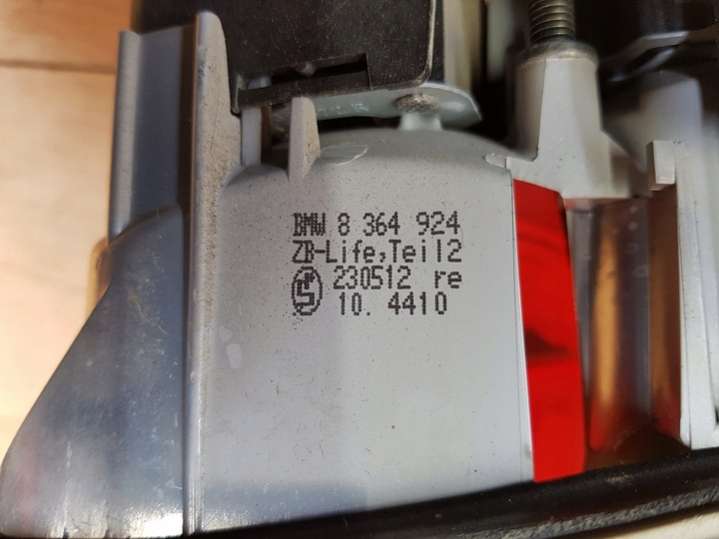 BMW 8 364 924
ZB-Life,Teil2
230512 re
10. 4410